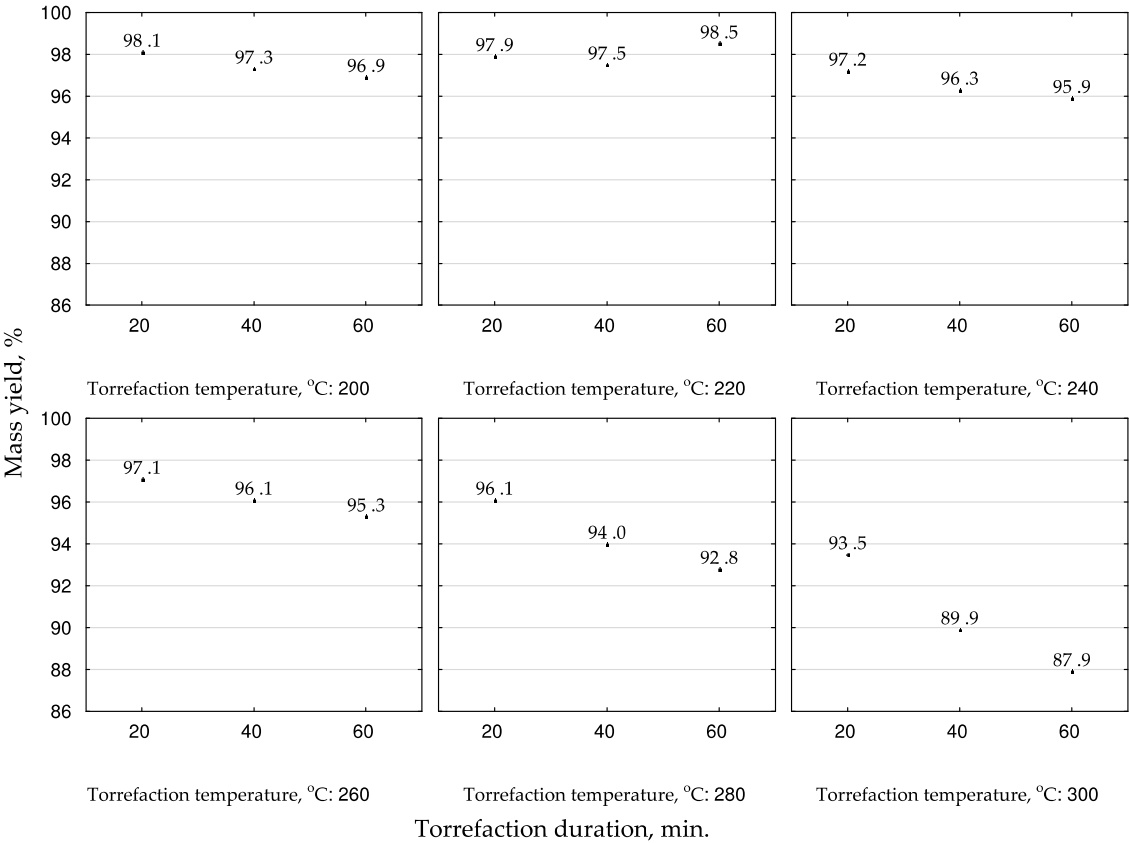 100
98
96
94
92
90
88
86
98 .1
97 .3
96 .9
20 40 60
Torrefaction temperature, °C: 200
97 .9
97 .5
98 .5
20 40 60
Torrefaction temperature, °C: 220
97 .2
96 .3
95 .9
20 40 60
Torrefaction temperature, °C: 240
Mass yield, %
100
98
96
94
92
90
88
86
97 .1
96 .1
95 .3
20 40 60
Torrefaction temperature, °C: 260
96 .1
94 .0
92 .8
20 40 60
Torrefaction temperature, °C: 280
93 .5
89 .9
87 .9
20 40 60
Torrefaction temperature, °C: 300
Torrefaction duration, min.